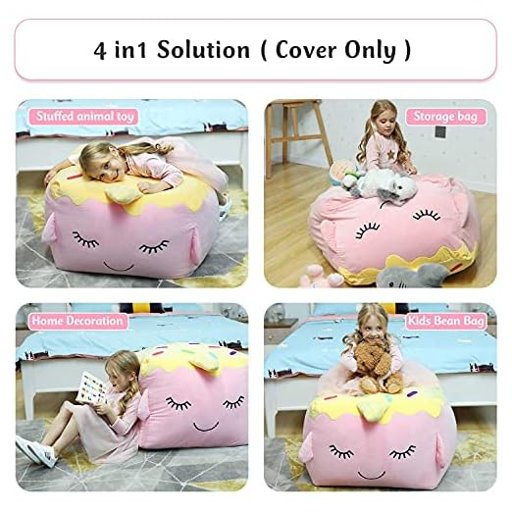 4 in1 Solution ( Cover Only )
Stuffed animal toy
Storage bag
Home Decoration
Kids Bean Bag